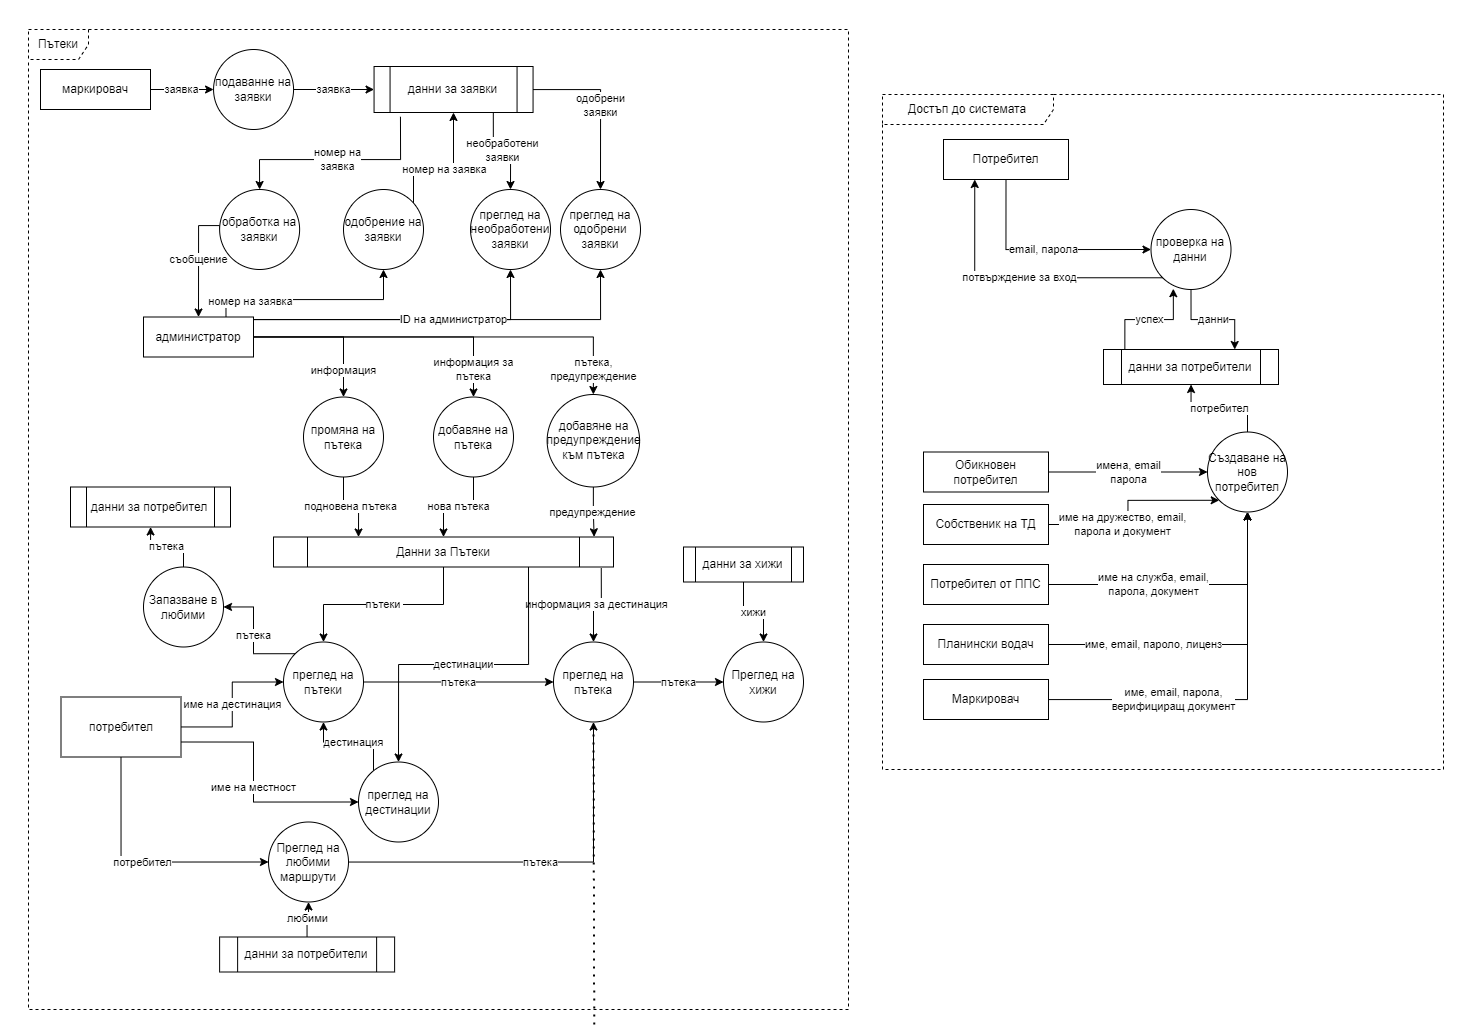 Пътеки
маркировач
заявка
подаванне на
заявки
заявка
данни за заявки
одобрени
заявки
номер на
заявка
номер на заявка
необработени
заявки
обработка на
заявки
одобрение на
заявки
преглед на
необработени
заявки
преглед на
одобрени
заявки
съобщение
номер на заявка
ID на администратор
администратор
информация
информация за
пътека
пътека,
предупреждение
промяна на
пътека
добавяне на
пътека
добавяне на
предупреждение
към пътека
подновена пътека
нова пътека
предупреждение
данни за потребител
пътека
Данни за Пътеки
данни за хижи
Запазване в
любими
пътеки
информация за дестинация
хижи
пътека
дестинации
преглед на
пътеки
пътека
преглед на
пътека
пътека
Преглед на
хижи
име на дестинация
потребител
дестинация
име на местност
преглед на
дестинации
потребител
Преглед на
любими
маршрути
пътека
любими
данни за потребители
Достъп до системата
Потребител
email, парола
проверка на
данни
потвърждение за вход
успех
данни
данни за потребители
потребител
Обикновен
потребител
имена, email
парола
Създаване на
нов
потребител
Собственик на ТД
име на дружество, email,
парола и документ
Потребител от ППС
име на служба, email,
парола, документ
Планински водач
име, email, пароло, лиценз
Маркировач
име, email, парола,
верифициращ документ